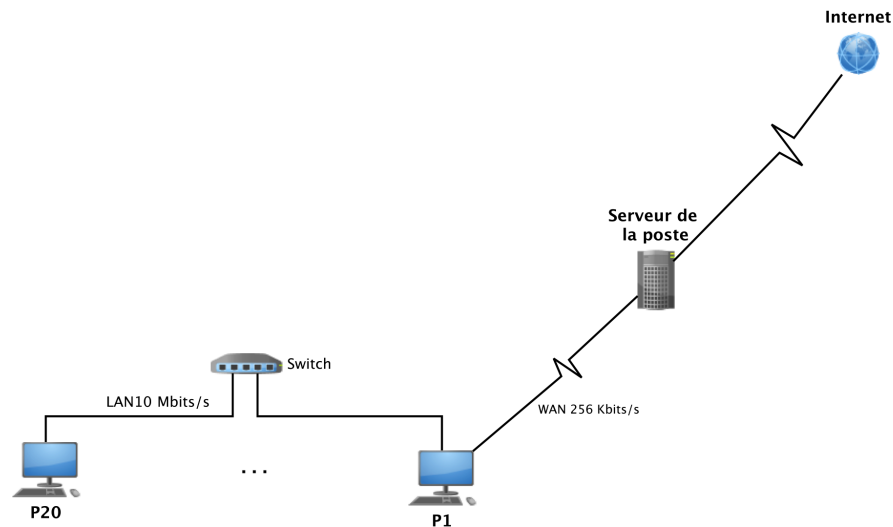 Internet
Serveur de
la poste
Switch
LAN10 Mbits/s
WAN 256 Kbits/s
...
P20
P1